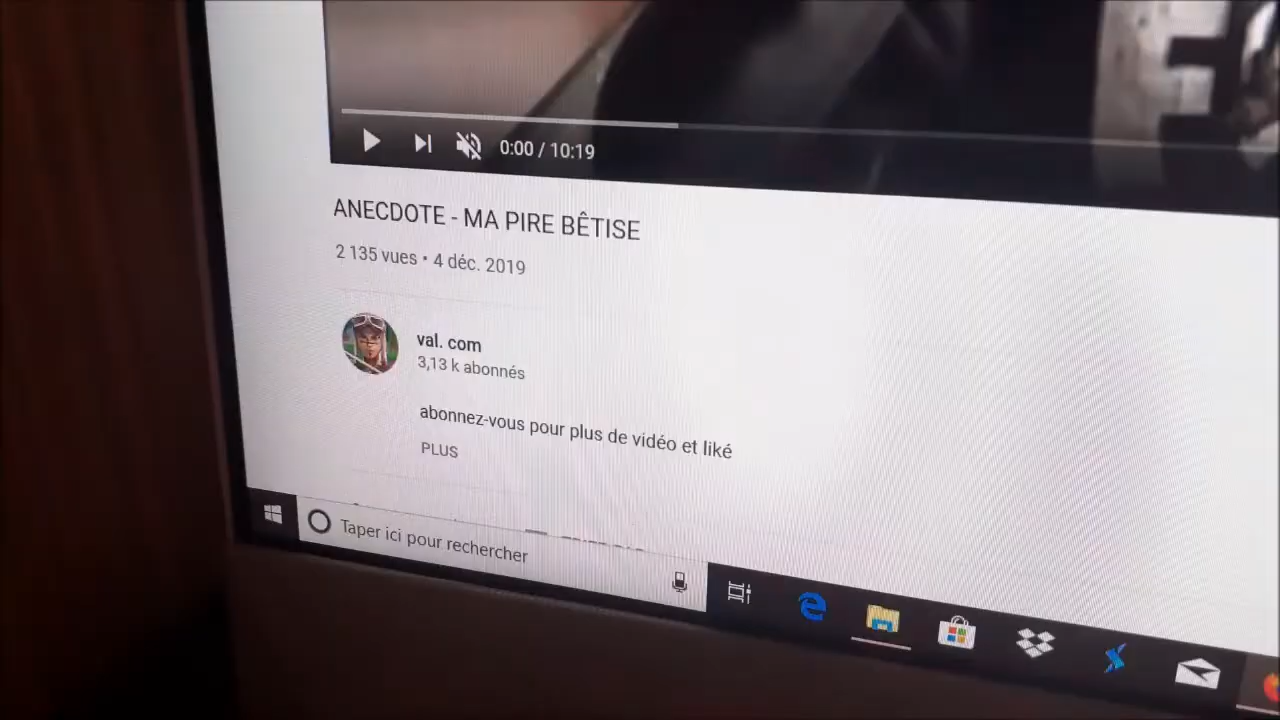 0:00 / 10:19
ANECDOTE - MA PIRE BÊTISE
2 135 vues • 4 déc. 2019
val. com
3,13 k abonnés
abonnez-vous pour plus de vidéo et liké
PLUS
Taper ici pour rechercher